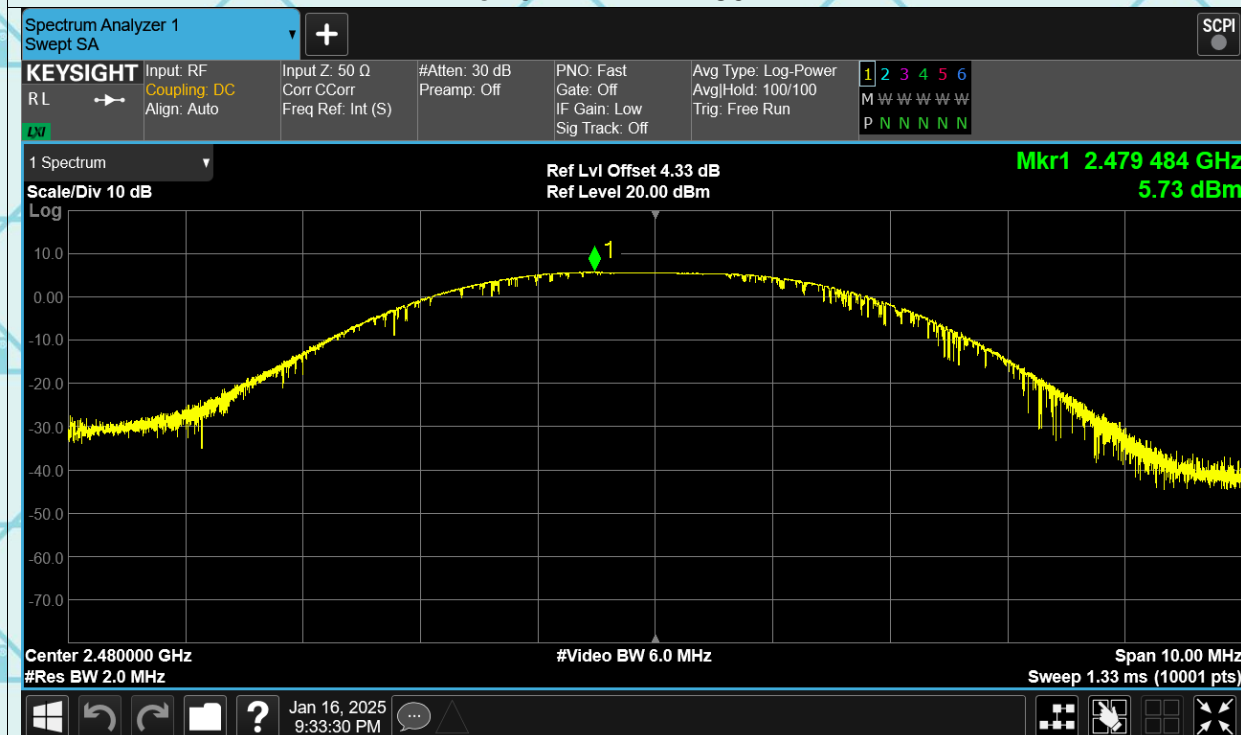 Spectrum Analyzer 1
Swept SA
+
SCPI
KEYSIGHT
R L
LXI
Input: RF
Coupling: DC
Align: Auto
Input Z: 50 Ω
Corr CCorr
Freq Ref: Int (S)
#Atten: 30 dB
Preamp: Off
PNO: Fast
Gate: Off
IF Gain: Low
Sig Track: Off
Avg Type: Log-Power
Avg|Hold: 100/100
Trig: Free Run
1 2 3 4 5 6
M W W W W W
P N N N N N
1 Spectrum
Scale/Div 10 dB
Log
Ref Lvl Offset 4.33 dB
Ref Level 20.00 dBm
Mkr1 2.479 484 GHz
5.73 dBm
1
10.0
0.00
-10.0
-20.0
-30.0
-40.0
-50.0
-60.0
-70.0
Center 2.480000 GHz
#Res BW 2.0 MHz
#Video BW 6.0 MHz
Span 10.00 MHz
Sweep 1.33 ms (10001 pts)
?
Jan 16, 2025
9:33:30 PM